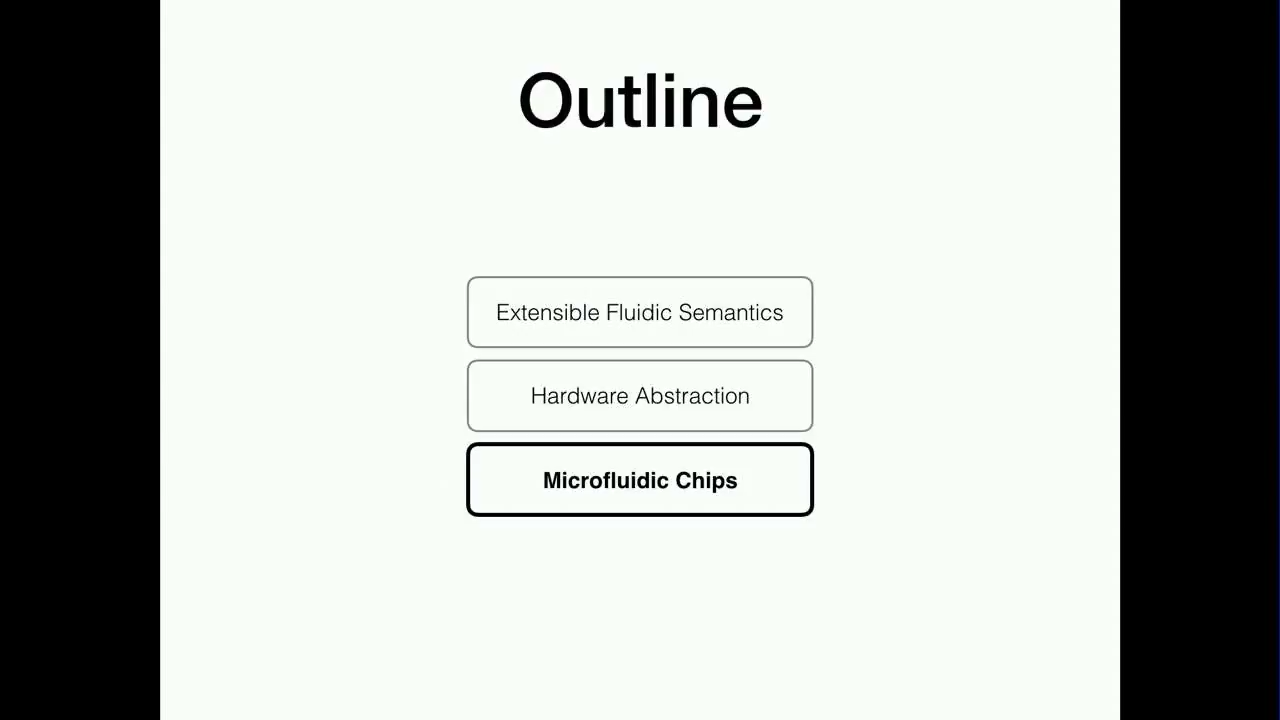 Outline
Extensible Fluidic Semantics
Hardware Abstraction
Microfluidic Chips